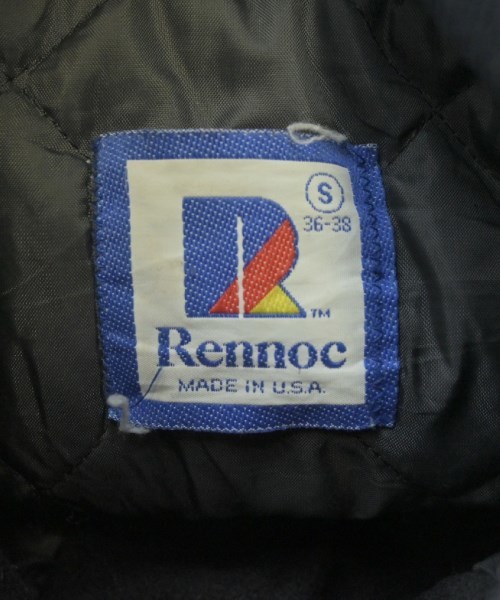 R
S
36-38
TM
Rennoc
MADE IN U.S.A.